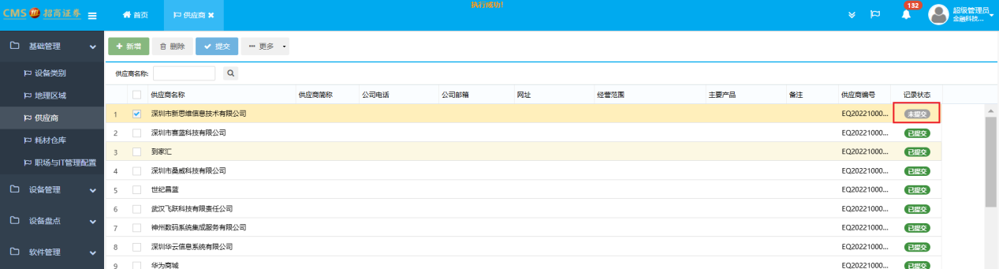 执行成功!
CMS 招商证券
首页
供应商
132
超级管理员
金融科技...
基础管理
新增
删除
提交
更多
设备类别
地理区域
供应商
耗材仓库
职场与IT管理配置
设备管理
设备盘点
软件管理
供应商名称:
供应商名称 供应商简称 公司电话 公司邮箱 网址 经营范围 主要产品 备注 供应商编号 记录状态
1 深圳市新思维信息技术有限公司 EQ20221000... 未提交
2 深圳市赛蓝科技有限公司 EQ20221000... 已提交
3 到家汇 EQ20221000... 已提交
4 深圳市桑威科技有限公司 EQ20221000... 已提交
5 世纪昌蓝 EQ20221000... 已提交
6 武汉飞跃科技有限责任公司 EQ20221000... 已提交
7 神州数码系统集成服务有限公司 EQ20221000... 已提交
8 深圳华云信息系统有限公司 EQ20221000... 已提交
9 华为商城 EQ20221000... 已提交